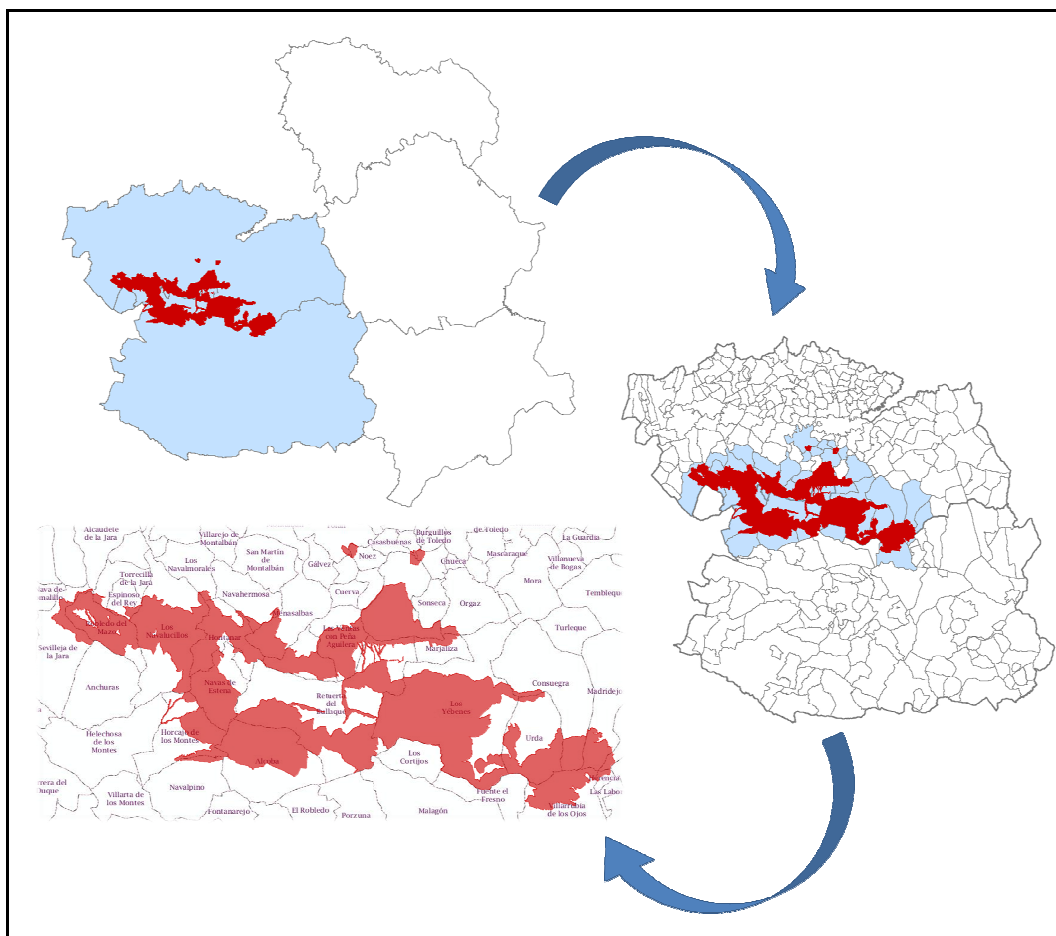 Alcaudete
de la Jara
Villarejo de
Montalbán
San Martín
de
Montalbán
Gálvez
Noez
Casasbuenas
Burguillos
de Toledo
de Toledo
La Guardia
Mascaraque
Chueca
Villanueva
de Bogas
Los
Navalmorales
Torrecilla
de la Jara
Espinoso
del Rey
Navahermosa
Cuerva
Mora
Tembleque
Menasalbas
Sonseca
Orgaz
Robledo del
Mazo
Los
Navalucillos
Hontanar
Las Ventas
con Peña
Aguilera
Turleque
Sevilleja de
la Jara
Marjaliza
Anchuras
Navas de
Estena
Retuerta
del
Bullaque
Los
Yébenes
Consuegra
Madridejo
Helechosa
de los
Montes
Horcajo de
los Montes
Urda
Alcoba
Los
Cortijos
rrera del
Duque
Villarta de
los Montes
Navalpino
Fuente el
Fresno
Las Labo
Fontanarejo
El Robledo
Porzuna
Malagón
Villarrubia
de los Ojos